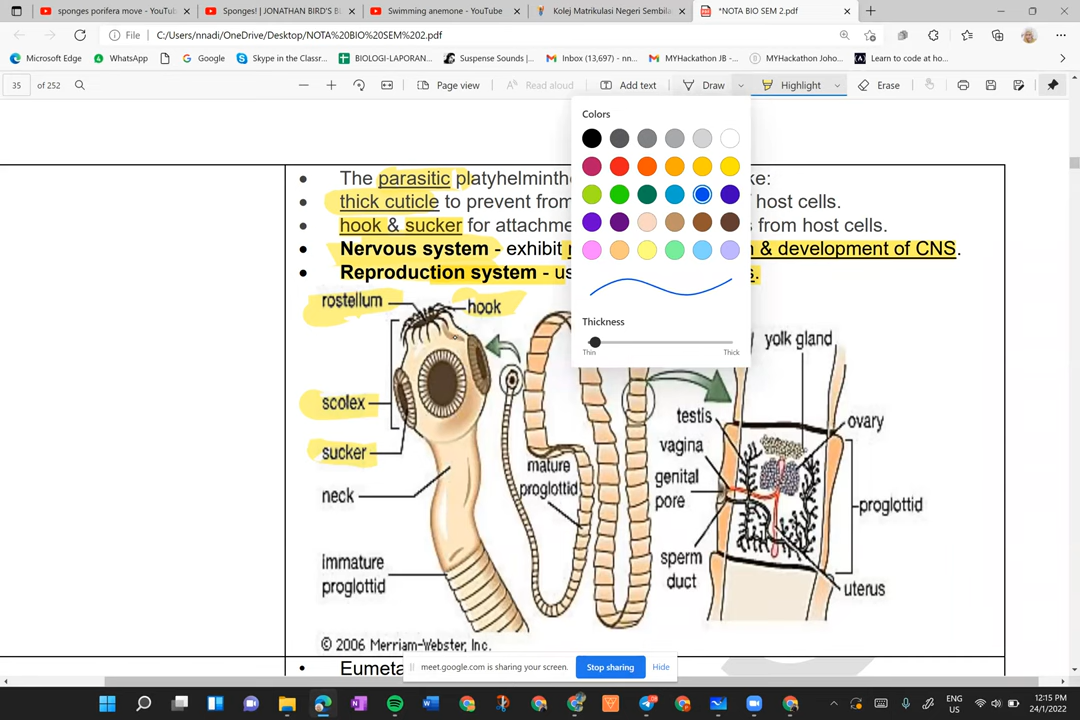 sponges porifera move - YouTu
Sponges! | JONATHAN BIRD'S B
Swimming anemone - YouTube
Kolej Matrikulasi Negeri Sembila
*NOTA BIO SEM 2.pdf
File
C:/Users/nnadi/OneDrive/Desktop/NOTA%20BIO%20SEM%202.pdf
Microsoft Edge
WhatsApp
Google
Skype in the Classr...
BIOLOGI-LAPORAN...
Suspense Sounds |...
Inbox (13,697) - nn...
MYHackathon JB -...
MYHackathon Joho...
Learn to code at ho...
35
of 252
Page view
Read aloud
Add text
Draw
Highlight
Erase
Colors
Thickness
Thin
Thick
• The parasitic platyhelminth
ke:
• thick cuticle to prevent from
f host cells.
• hook & sucker for attachme
s from host cells.
• Nervous system - exhibit
n & development of CNS.
• Reproduction system - us
s.
rostellum
hook
scolex
sucker
neck
immature
proglottid
mature
proglottid
yolk gland
testis
ovary
vagina
genital
pore
proglottid
sperm
duct
uterus
© 2006 Merriam-Webster, Inc.
• Eumeta
meet.google.com is sharing your screen.
Stop sharing
Hide
ENG
US
12:15 PM
24/1/2022